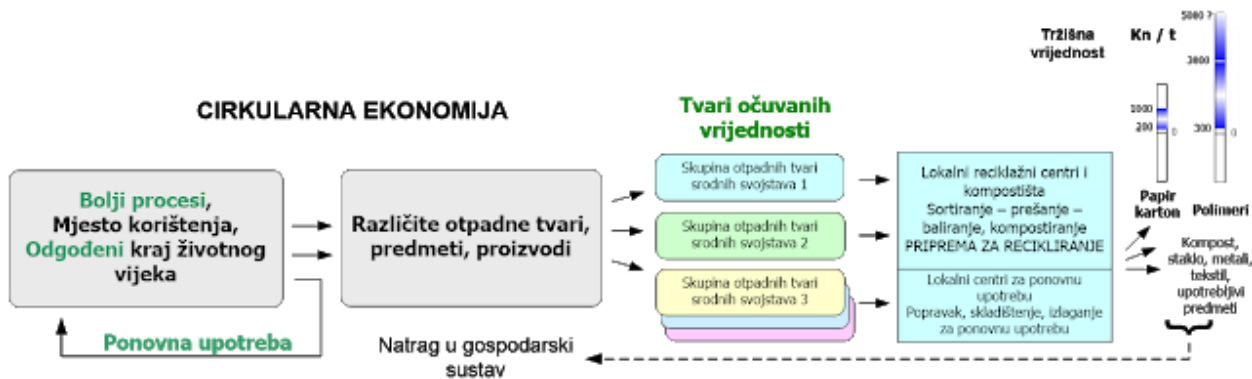 CIRKULARNA EKONOMIJA
Bolji procesi,
Mjesto korištenja,
Odgođeni kraj životnog
vijeka
Ponovna upotreba
Različite otpadne tvari,
predmeti, proizvodi
Tvari očuvanih
vrijednosti
Skupina otpadnih tvari
srodnih svojstava 1
Skupina otpadnih tvari
srodnih svojstava 2
Skupina otpadnih tvari
srodnih svojstava 3
Lokalni reciklažni centri i
kompostišta
Sortiranje – prešanje –
baliranje, kompostiranje
PRIPREMA ZA RECIKLIRANJE
Lokalni centri za ponovnu
upotrebu
Popravak, skladištenje, izlaganje
za ponovnu upotrebu
Tržišna
vrijednost
Kn / t
1000
200
0
Papir
karton
5000 ?
3000
300
0
Polimeri
Kompost,
staklo, metali,
tekstil,
upotrebljivi
predmeti
Natrag u gospodarski
sustav